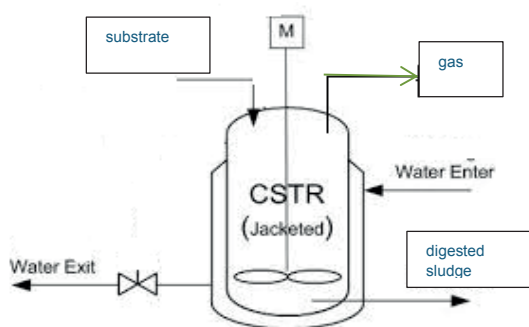 substrate
M
gas
Water Enter
CSTR
(Jacketed)
digested
sludge
Water Exit